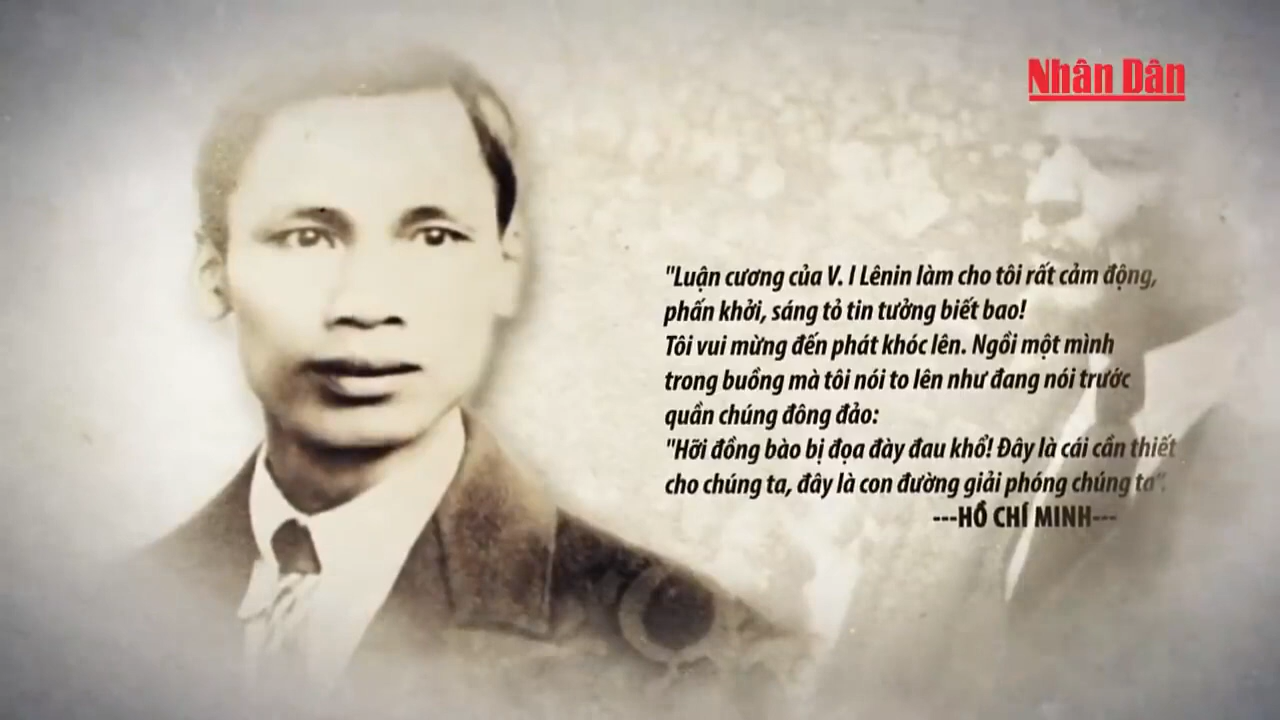 Nhân Dân
"Luận cương của V. I Lênin làm cho tôi rất cảm động,
phấn khởi, sáng tỏ tin tưởng biết bao!
Tôi vui mừng đến phát khóc lên. Ngồi một mình
trong buồng mà tôi nói to lên như đang nói trước
quần chúng đông đảo:
"Hỡi đồng bào bị đọa đày đau khổ! Đây là cái cần thiết
cho chúng ta, đây là con đường giải phóng chúng ta".
---HỒ CHÍ MINH---